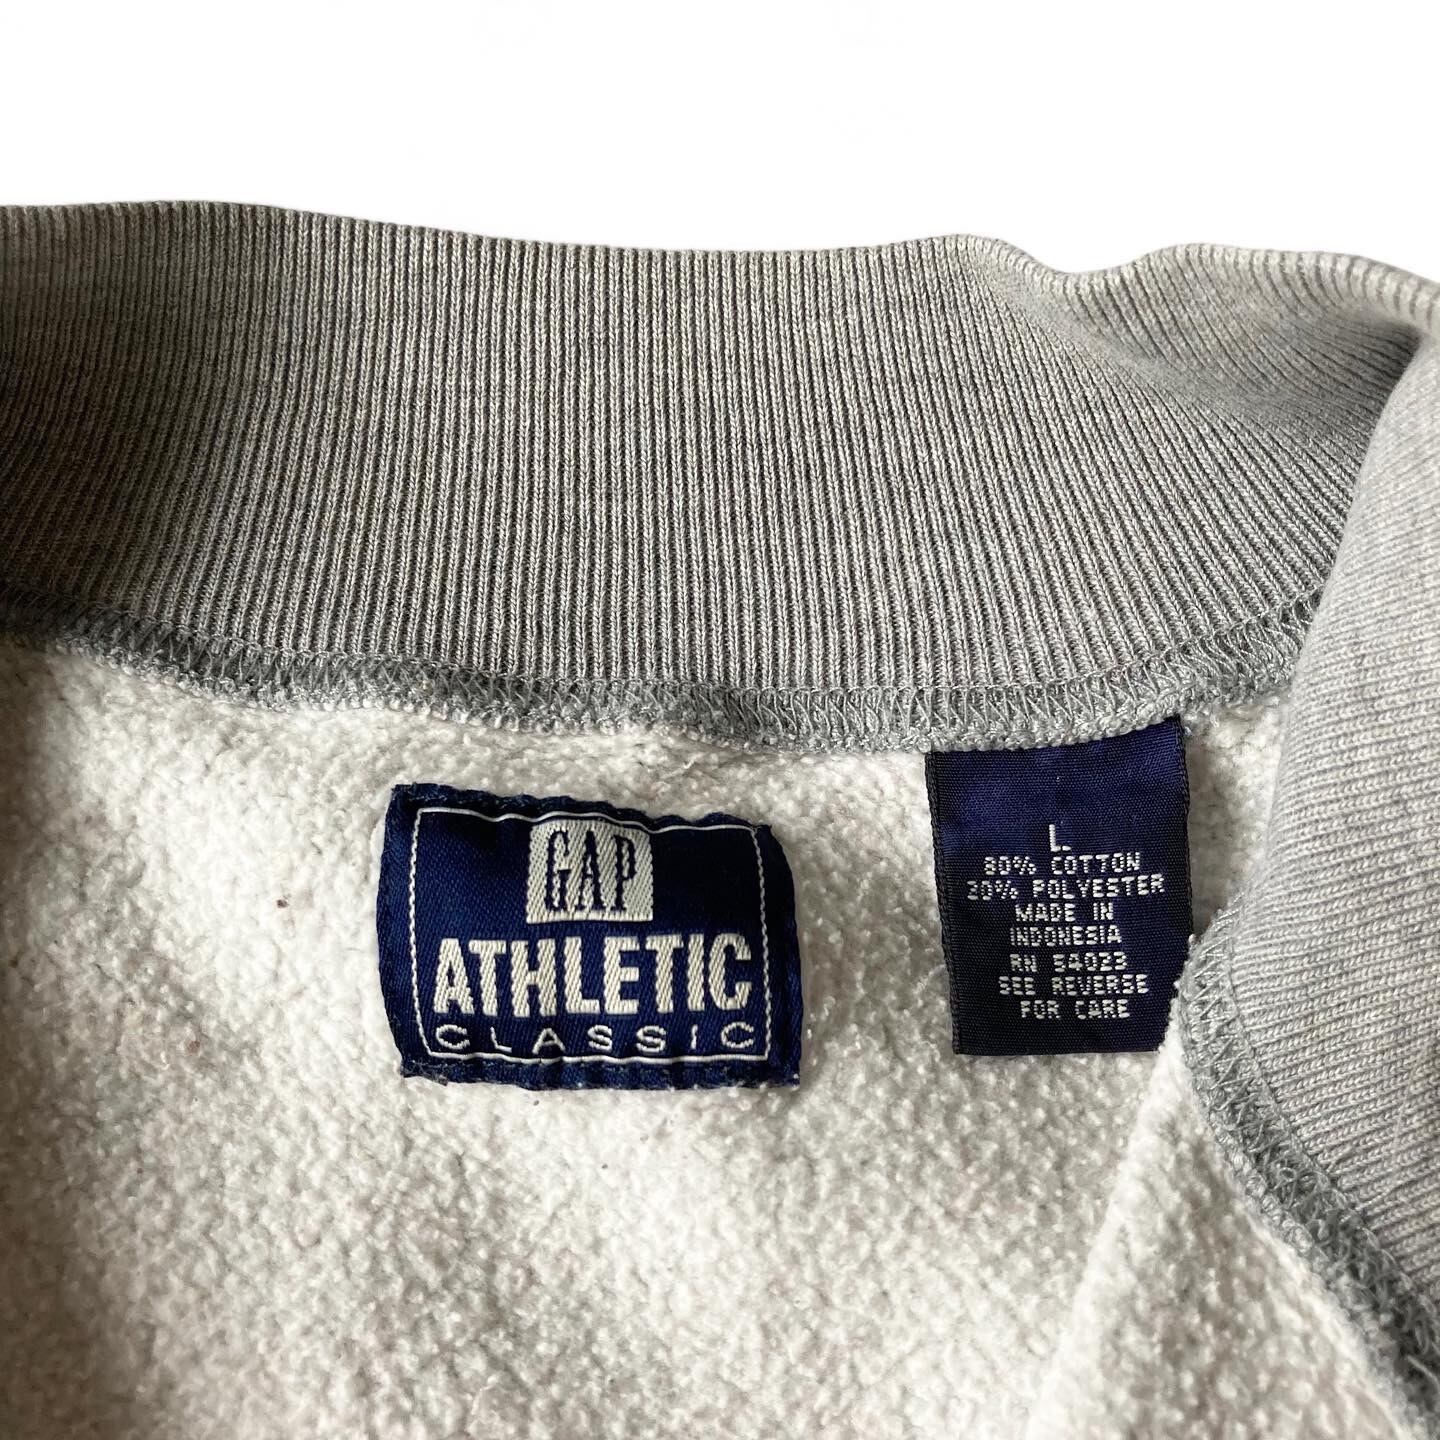 GAP
ATHLETIC
CLASSIC
L
80% COTTON
20% POLYESTER
MADE IN
INDONESIA
RN 54023
SEE REVERSE
FOR CARE